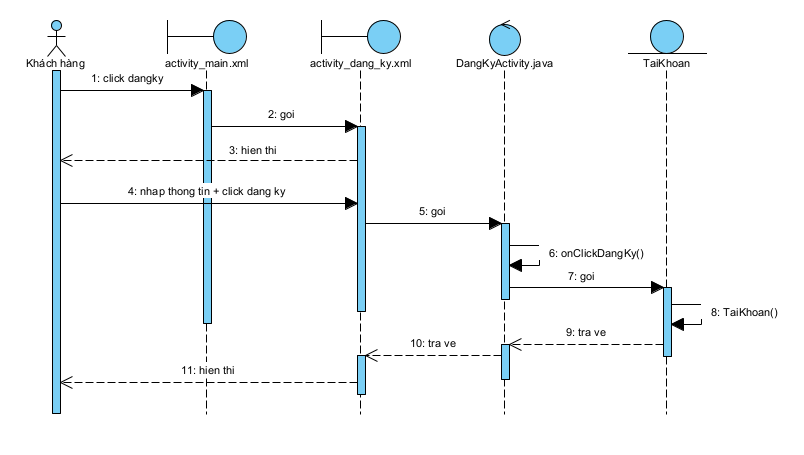 Khách hàng
activity_main.xml
activity_dang_ky.xml
DangKyActivity.java
TaiKhoan
1: click dangky
2: goi
3: hien thi
4: nhap thong tin + click dang ky
5: goi
6: onClickDangKy()
7: goi
8: TaiKhoan()
9: tra ve
10: tra ve
11: hien thi